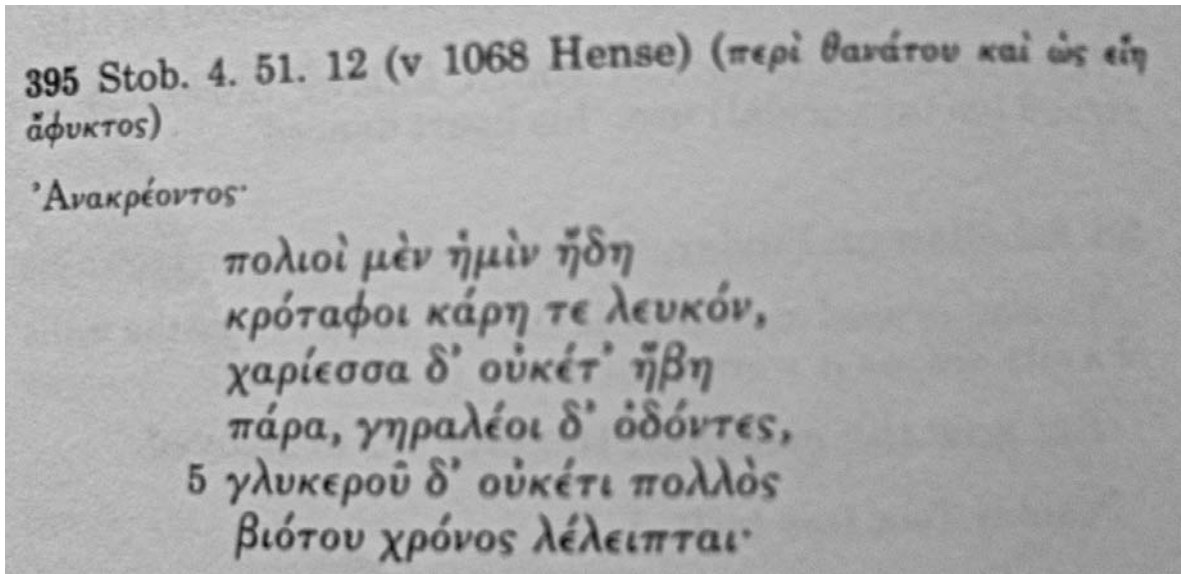 395 Stob. 4. 51. 12 (v 1068 Hense) (περὶ θανάτου καὶ ὡς εἴη
ἄφυκτος)
Ἀνακρέοντος·
πολιοὶ μὲν ἡμὶν ἤδη
κρόταφοι κάρη τε λευκόν,
χαρίεσσα δ’ οὐκέτ’ ἥβη
πάρα, γηραλέοι δ’ ὀδόντες,
5 γλυκεροῦ δ’ οὐκέτι πολλὸς
βιότου χρόνος λέλειπται·